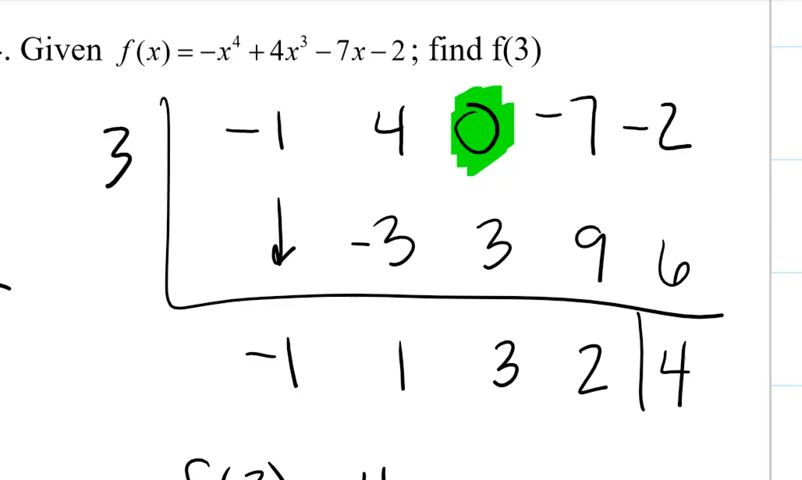 . Given f(x) = −x⁴ + 4x³ − 7x − 2 ; find f(3)
3 -1 4 0 -7 -2
↓ -3 3 9 6
-1 1 3 2 | 4